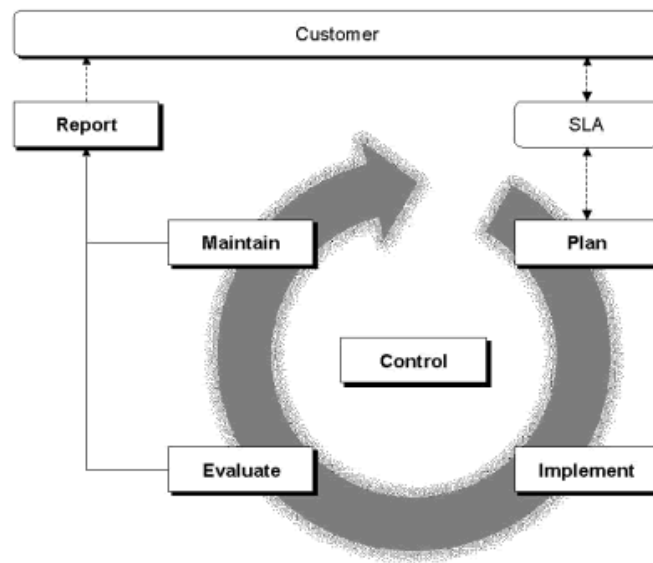 Customer
Report
SLA
Maintain
Plan
Control
Evaluate
Implement